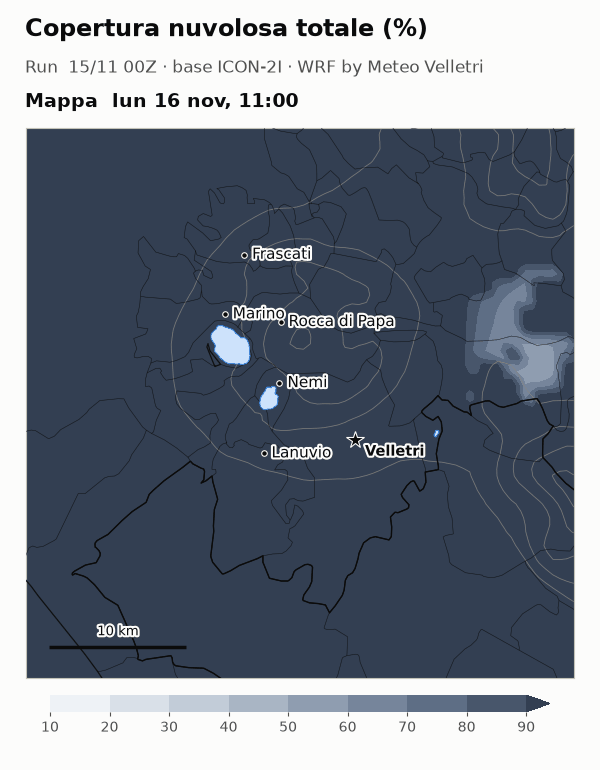 Copertura nuvolosa totale (%)
Run  15/11 00Z · base ICON-2I · WRF by Meteo Velletri
Mappa  lun 16 nov, 11:00
Frascati
Marino
Rocca di Papa
Nemi
Velletri
Lanuvio
10 km
10 20 30 40 50 60 70 80 90